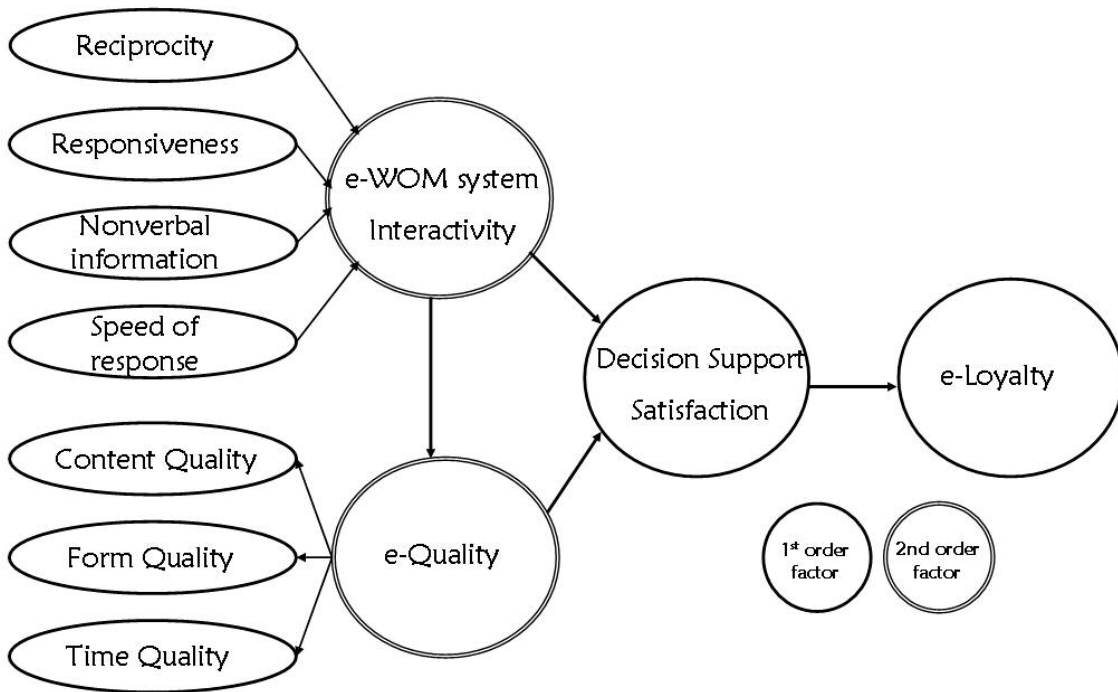 Reciprocity
Responsiveness
Nonverbal
information
Speed of
response
e-WOM system
Interactivity
Content Quality
Form Quality
Time Quality
e-Quality
Decision Support
Satisfaction
e-Loyalty
1st order
factor
2nd order
factor